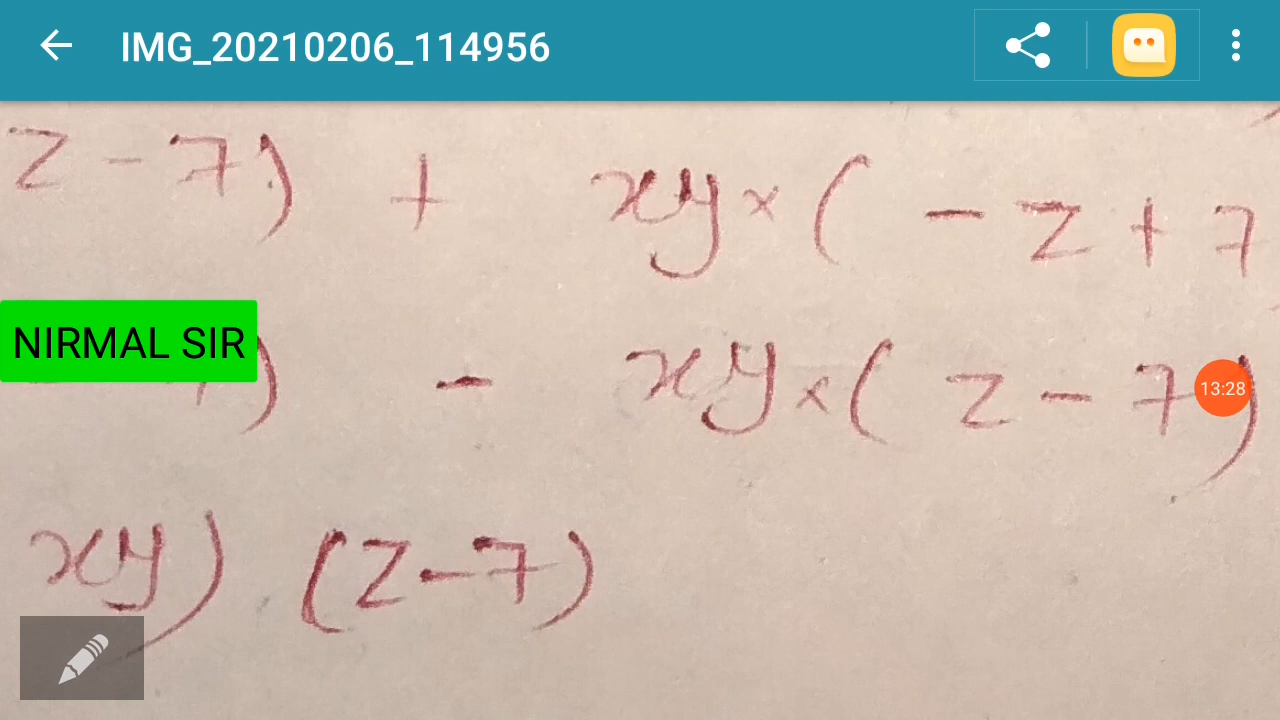 IMG_20210206_114956
z - 7) + xy × ( - z + 7
NIRMAL SIR
) - xy × ( z - 7)
13:28
xy) (z - 7)